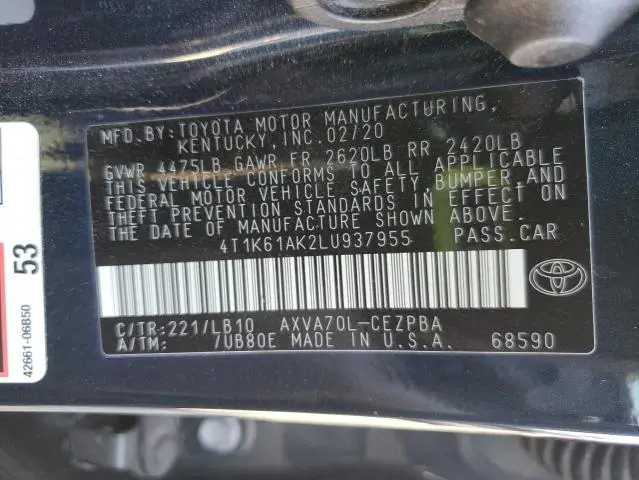 MFD.BY:TOYOTA MOTOR MANUFACTURING,
KENTUCKY, INC. 02/20
GVWR 4475LB GAWR FR 2620LB RR 2420LB
THIS VEHICLE CONFORMS TO ALL APPLICABLE
FEDERAL MOTOR VEHICLE SAFETY,BUMPER,AND
THEFT PREVENTION STANDARDS IN EFFECT ON
THE DATE OF MANUFACTURE SHOWN ABOVE.
4T1K61AK2LU937955 PASS.CAR
C/TR:221/LB10 AXVA70L-CEZPBA
A/TM: 7UB80E MADE IN U.S.A. 68590
53
42661-06B50